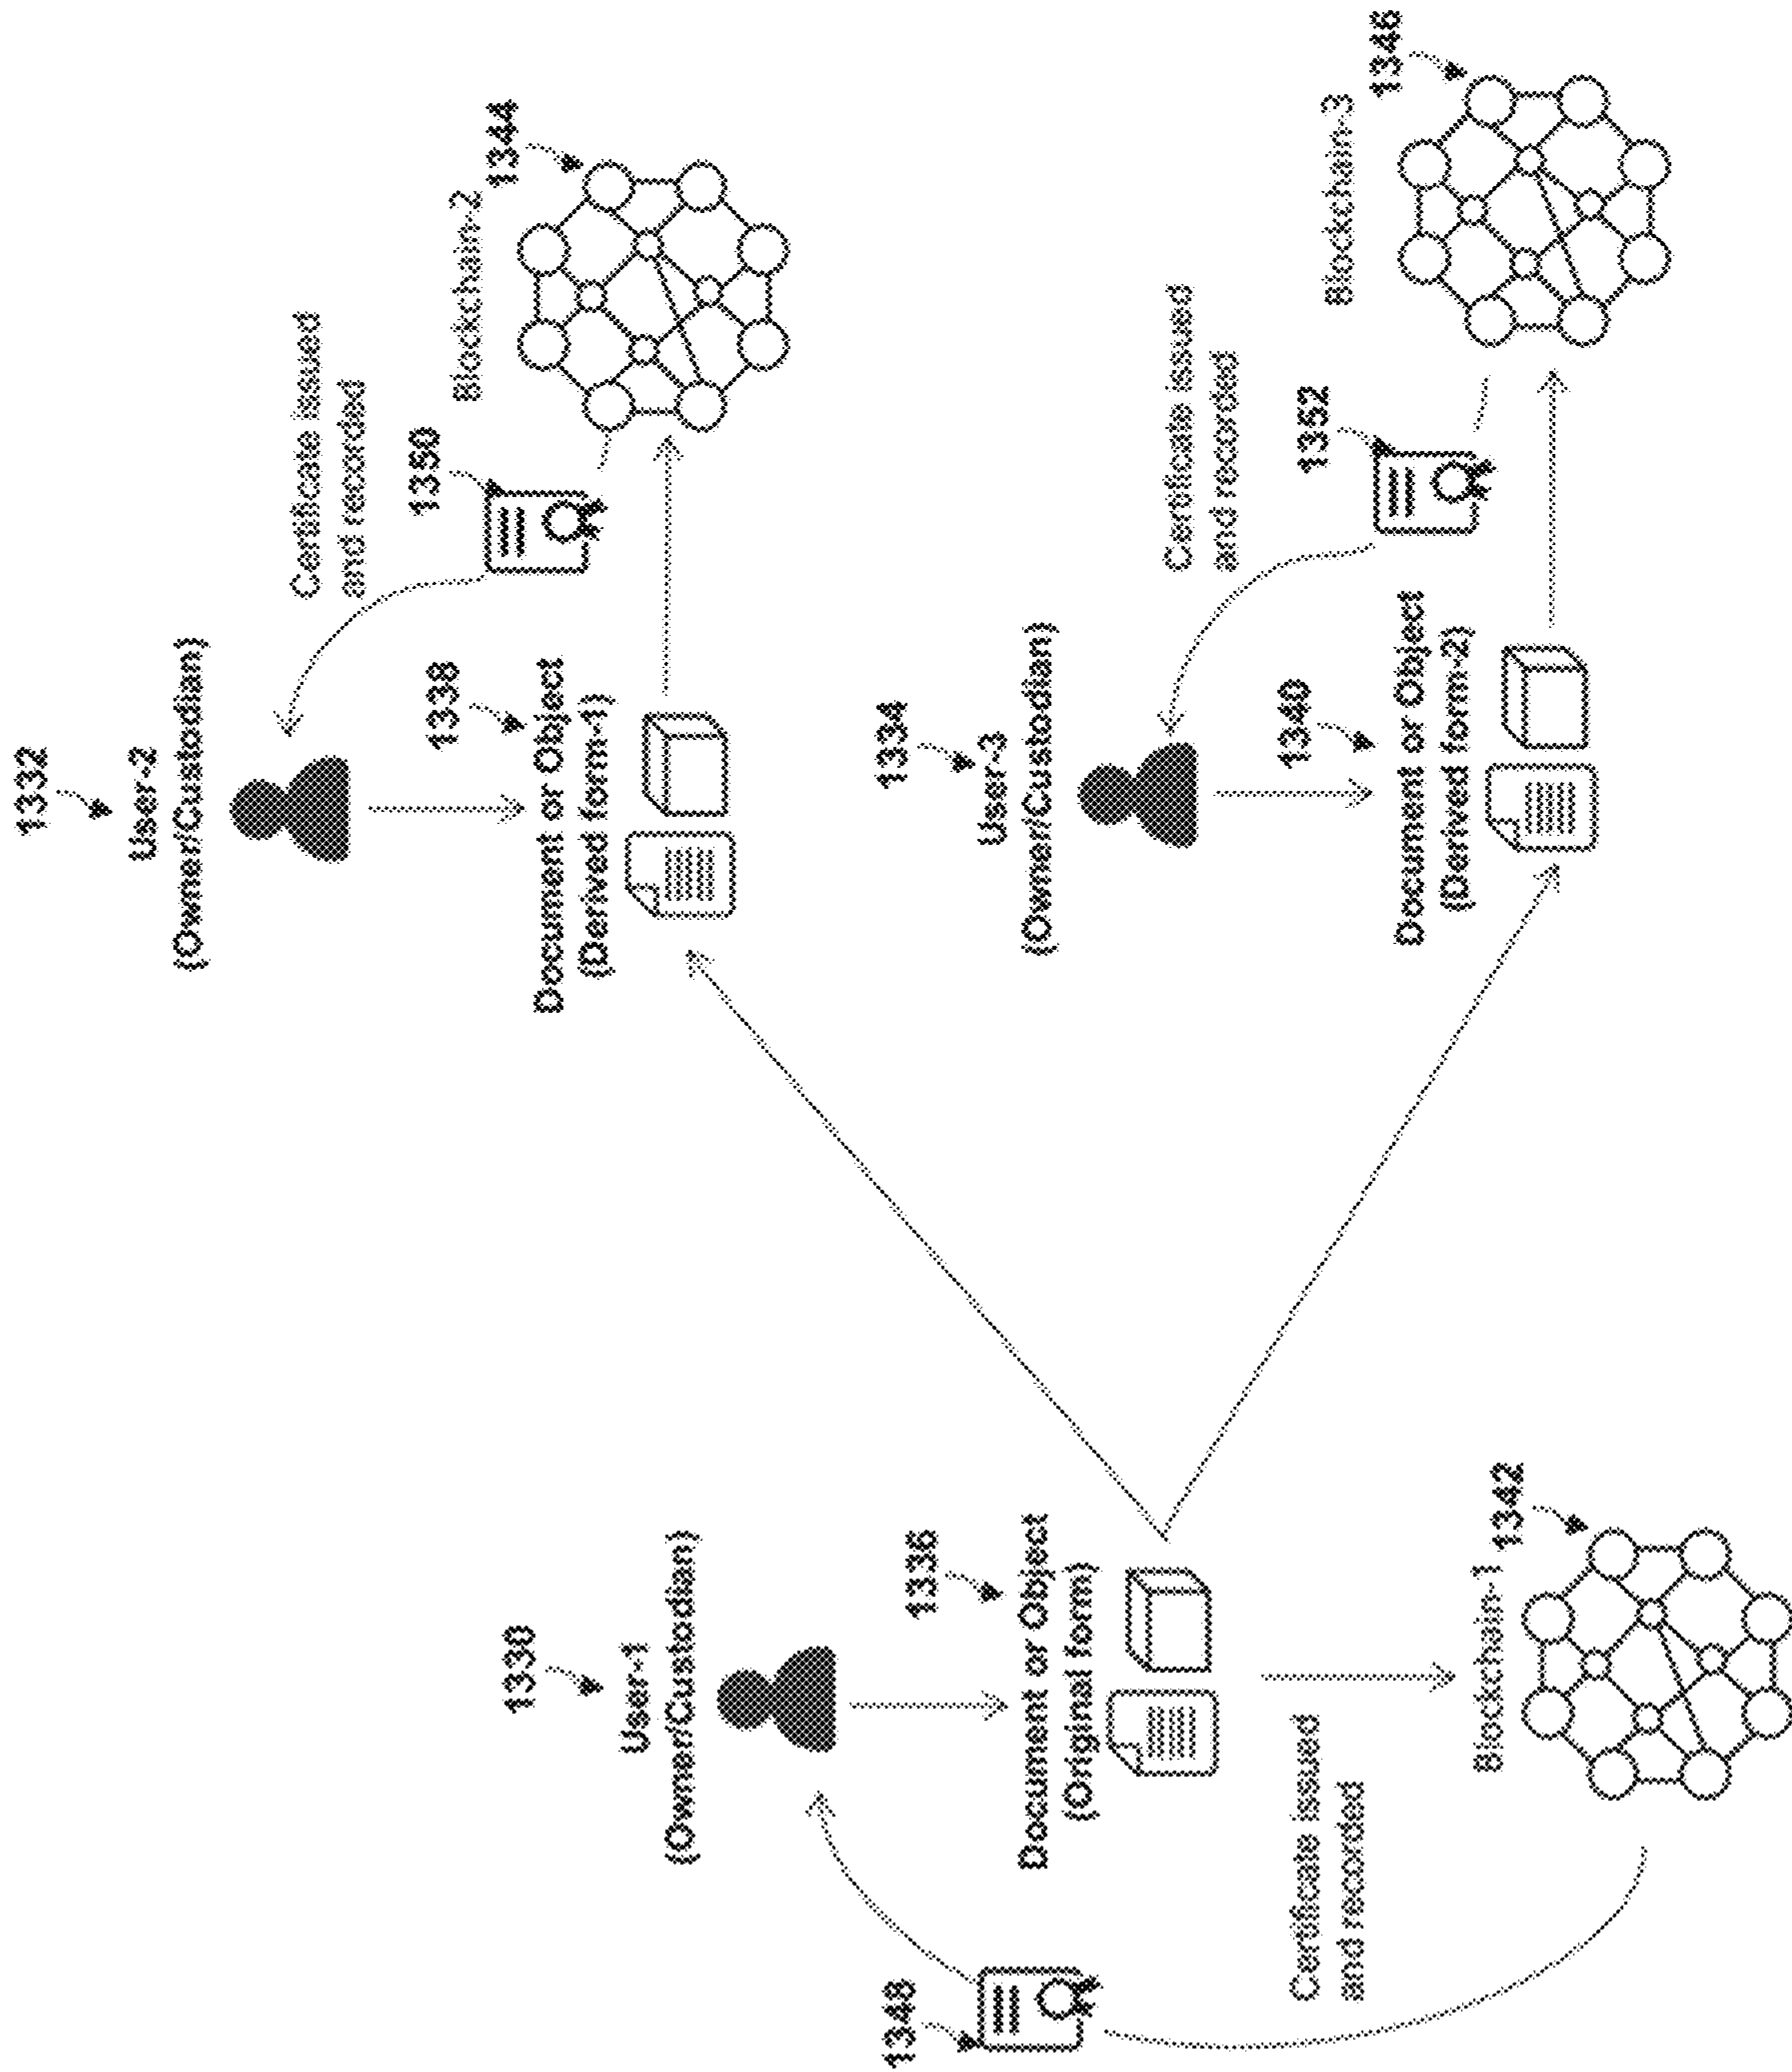 1330
User-1
(Owner/Custodian)
1336
Document or Object
(Original form)
1348
Certificate issued
and recorded
Blockchain-1
1342
1332
User-2
(Owner/Custodian)
1338
Document or Object
(Derived form-1)
Certificate issued
and recorded
1350
Blockchain-2
1344
1334
User-3
(Owner/Custodian)
1340
Document or Object
(Derived form-2)
Certificate issued
and recorded
1352
Blockchain-3
1346